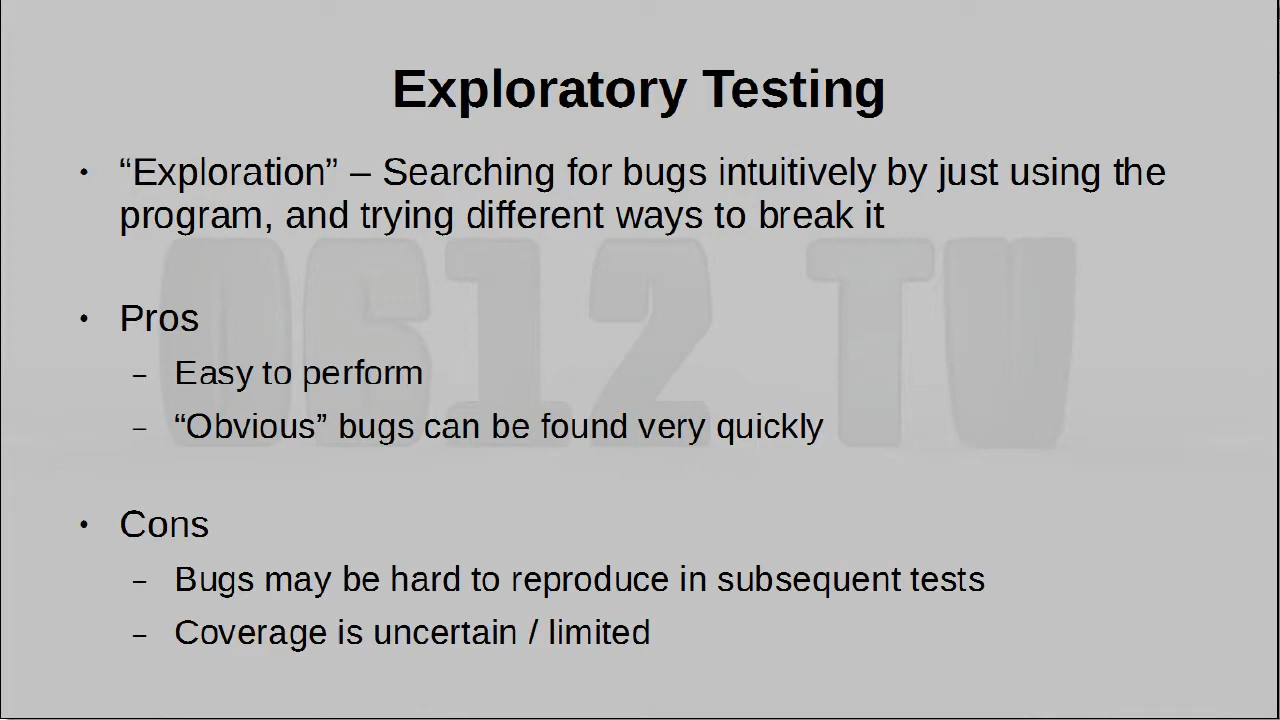 Exploratory Testing
• “Exploration” – Searching for bugs intuitively by just using the
program, and trying different ways to break it
0612 TV
• Pros
– Easy to perform
– “Obvious” bugs can be found very quickly
• Cons
– Bugs may be hard to reproduce in subsequent tests
– Coverage is uncertain / limited